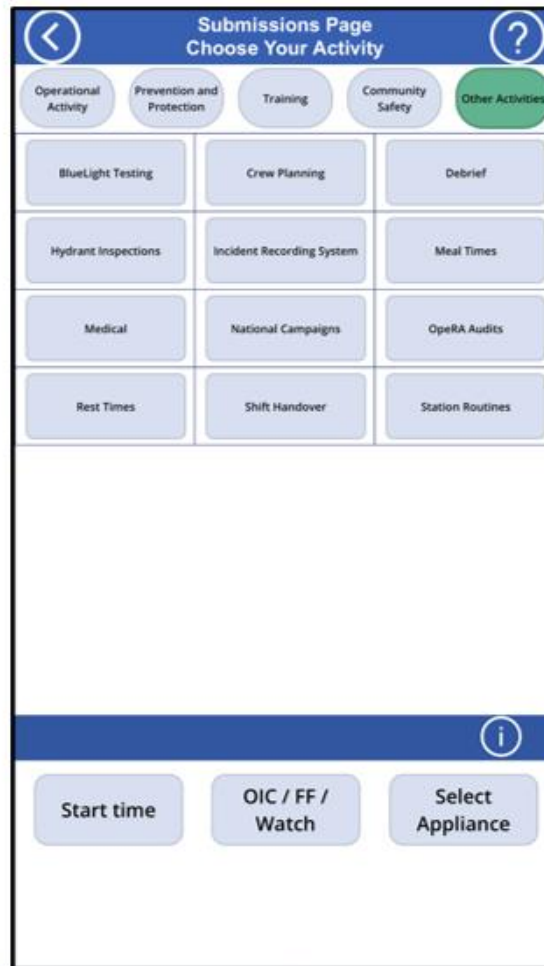 Submissions Page
Choose Your Activity
?
Operational
Activity
Prevention and
Protection
Training
Community
Safety
Other Activities
BlueLight Testing
Crew Planning
Debrief
Hydrant Inspections
Incident Recording System
Meal Times
Medical
National Campaigns
OpeRA Audits
Rest Times
Shift Handover
Station Routines
i
Start time
OIC / FF /
Watch
Select
Appliance